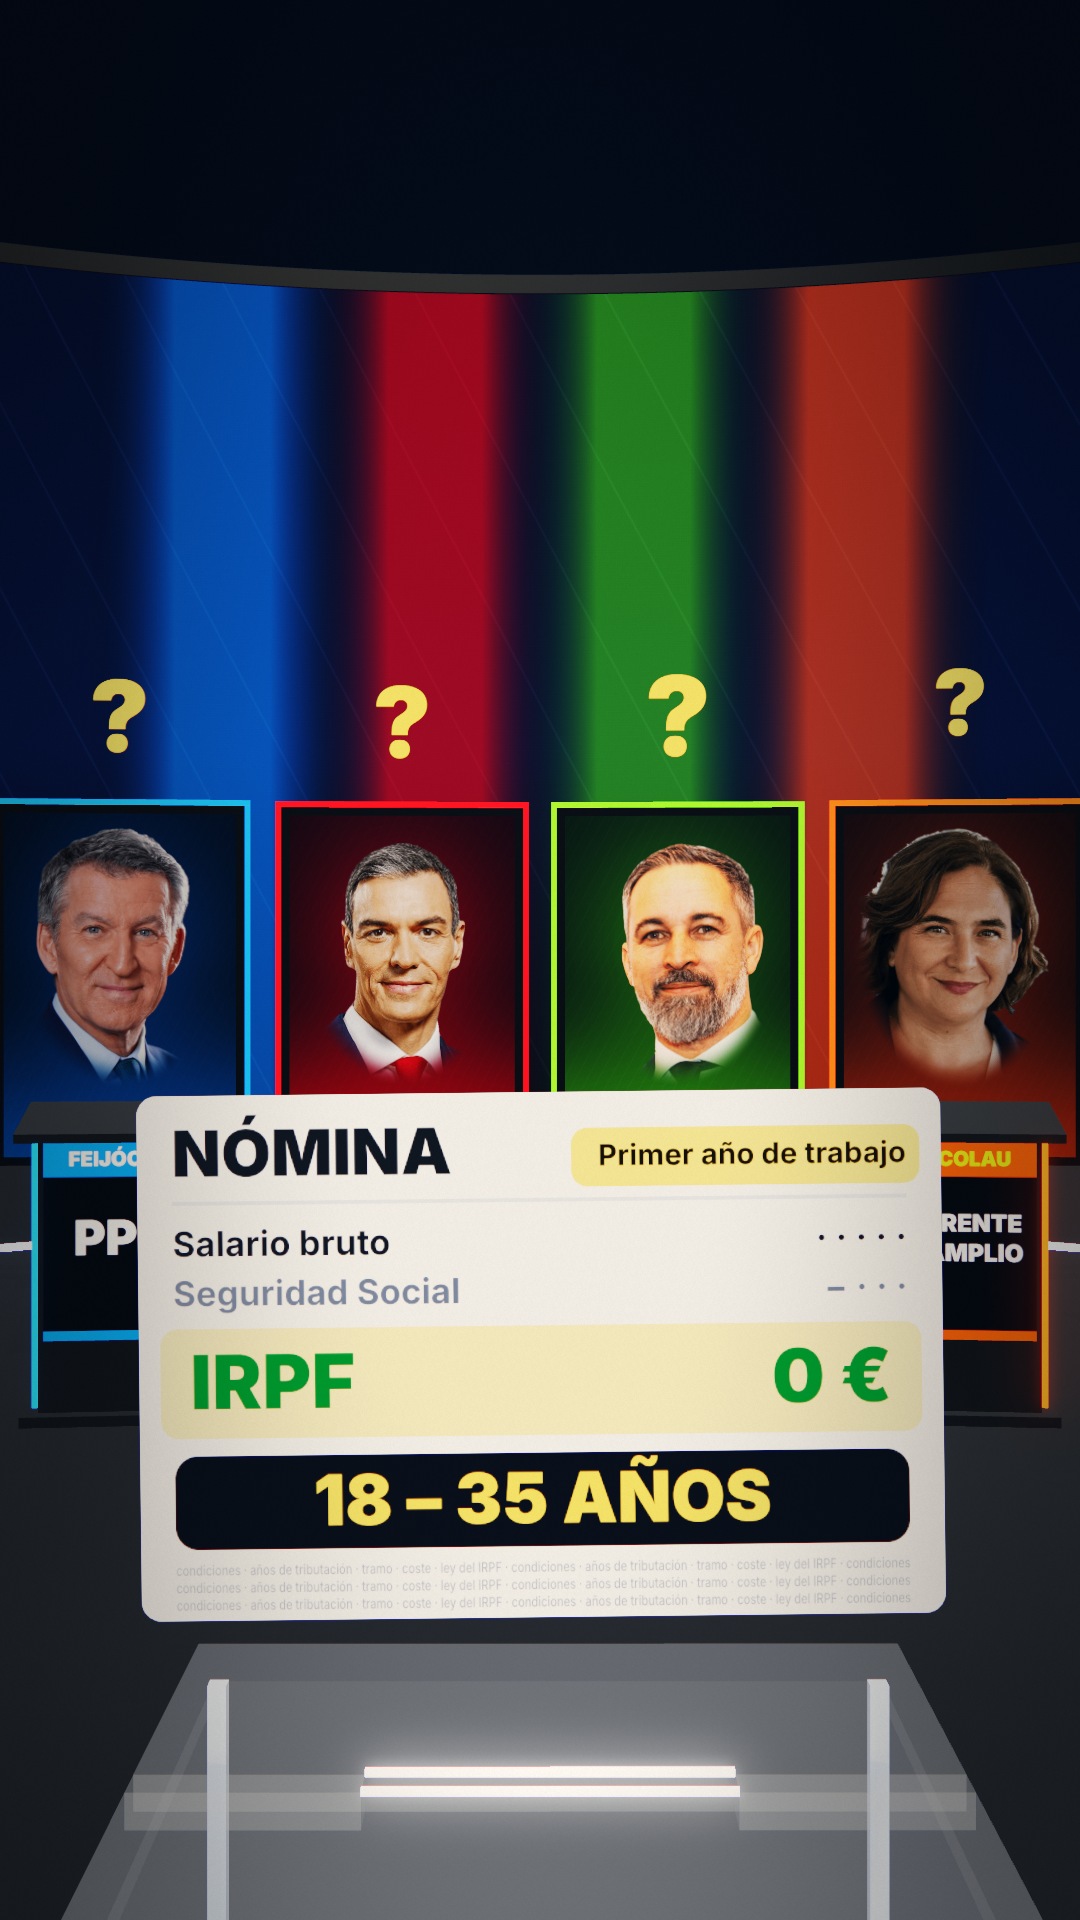 ? ? ? ?
FEIJÓO
PP
COLAU
FRENTE
AMPLIO
NÓMINA
Primer año de trabajo
Salario bruto · · · · ·
Seguridad Social – · · ·
IRPF 0 €
18 – 35 AÑOS
condiciones · años de tributación · tramo · coste · ley del IRPF · condiciones · años de tributación · tramo · coste · ley del IRPF · condiciones
condiciones · años de tributación · tramo · coste · ley del IRPF · condiciones · años de tributación · tramo · coste · ley del IRPF · condiciones
condiciones · años de tributación · tramo · coste · ley del IRPF · condiciones · años de tributación · tramo · coste · ley del IRPF · condiciones